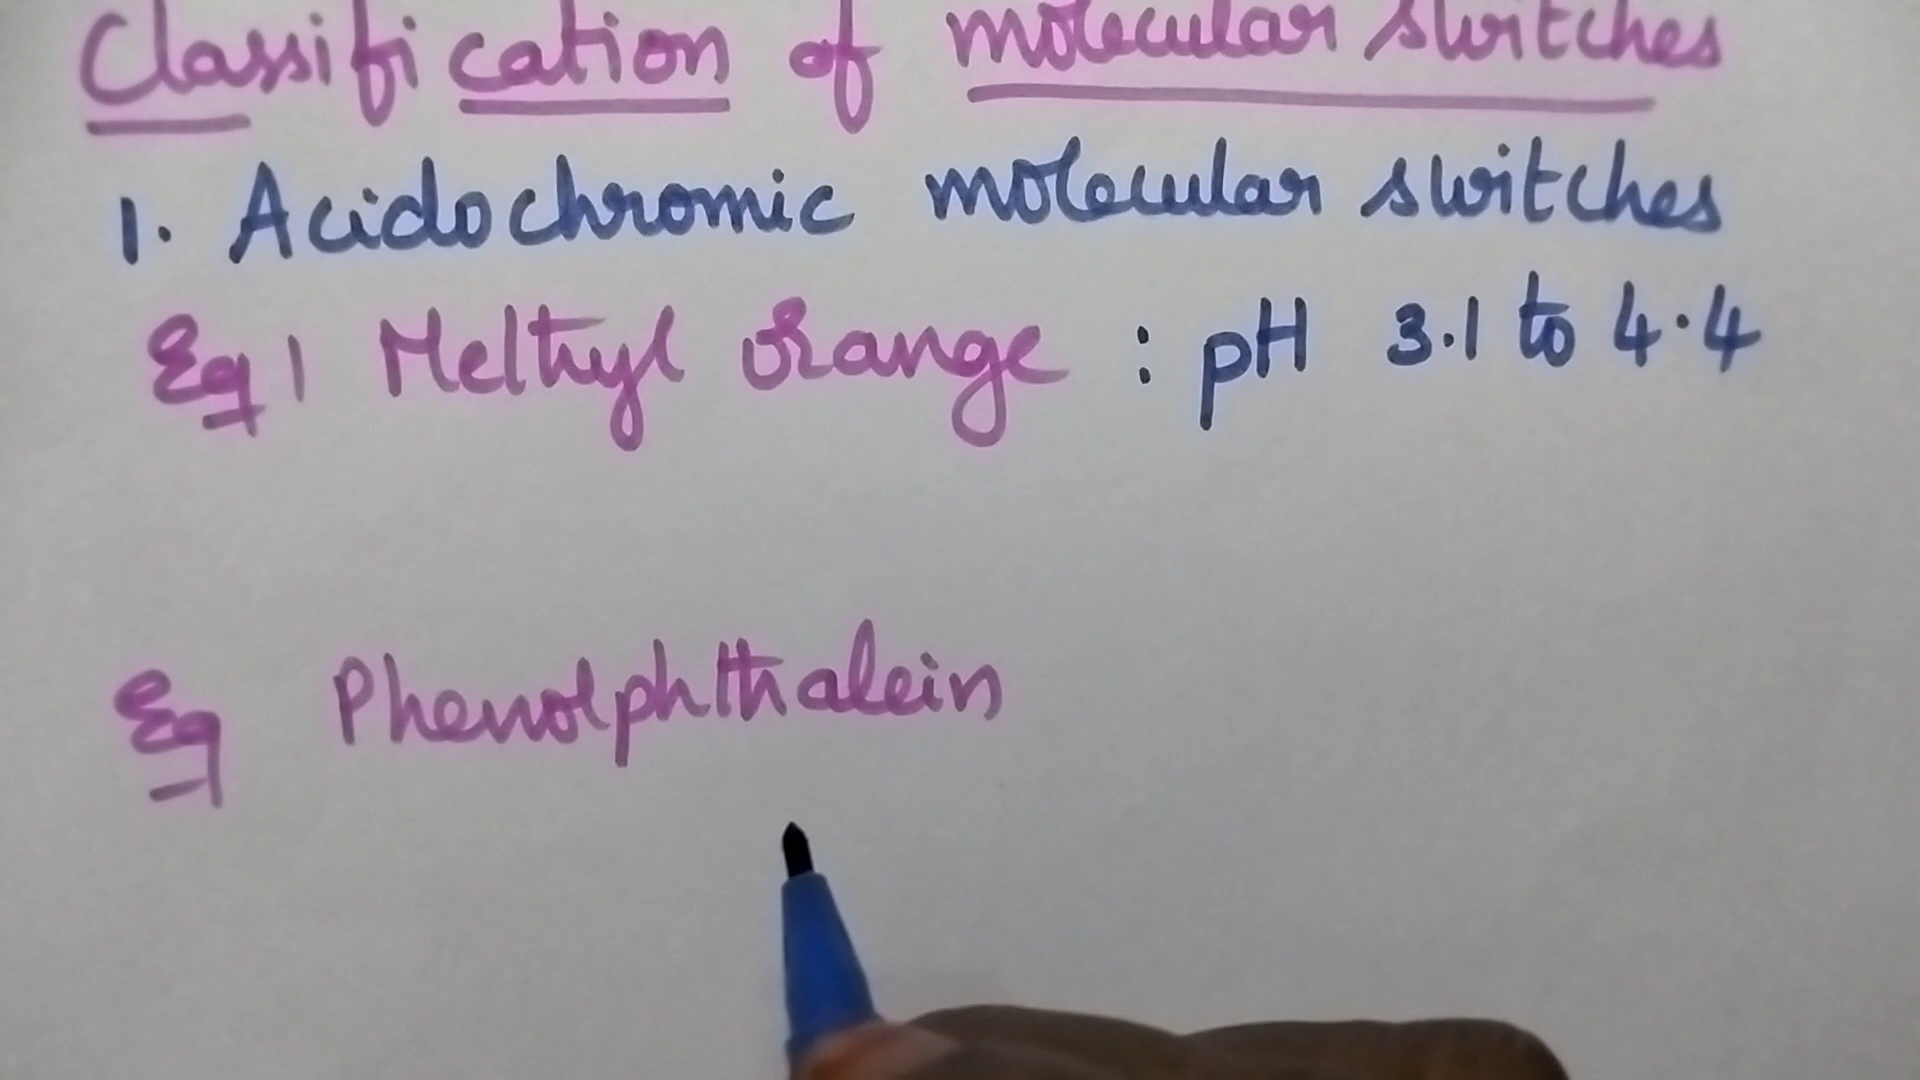 Classification of molecular switches
1. Acidochromic molecular switches
Eg 1 Methyl orange : pH 3.1 to 4.4
Eg Phenolphthalein